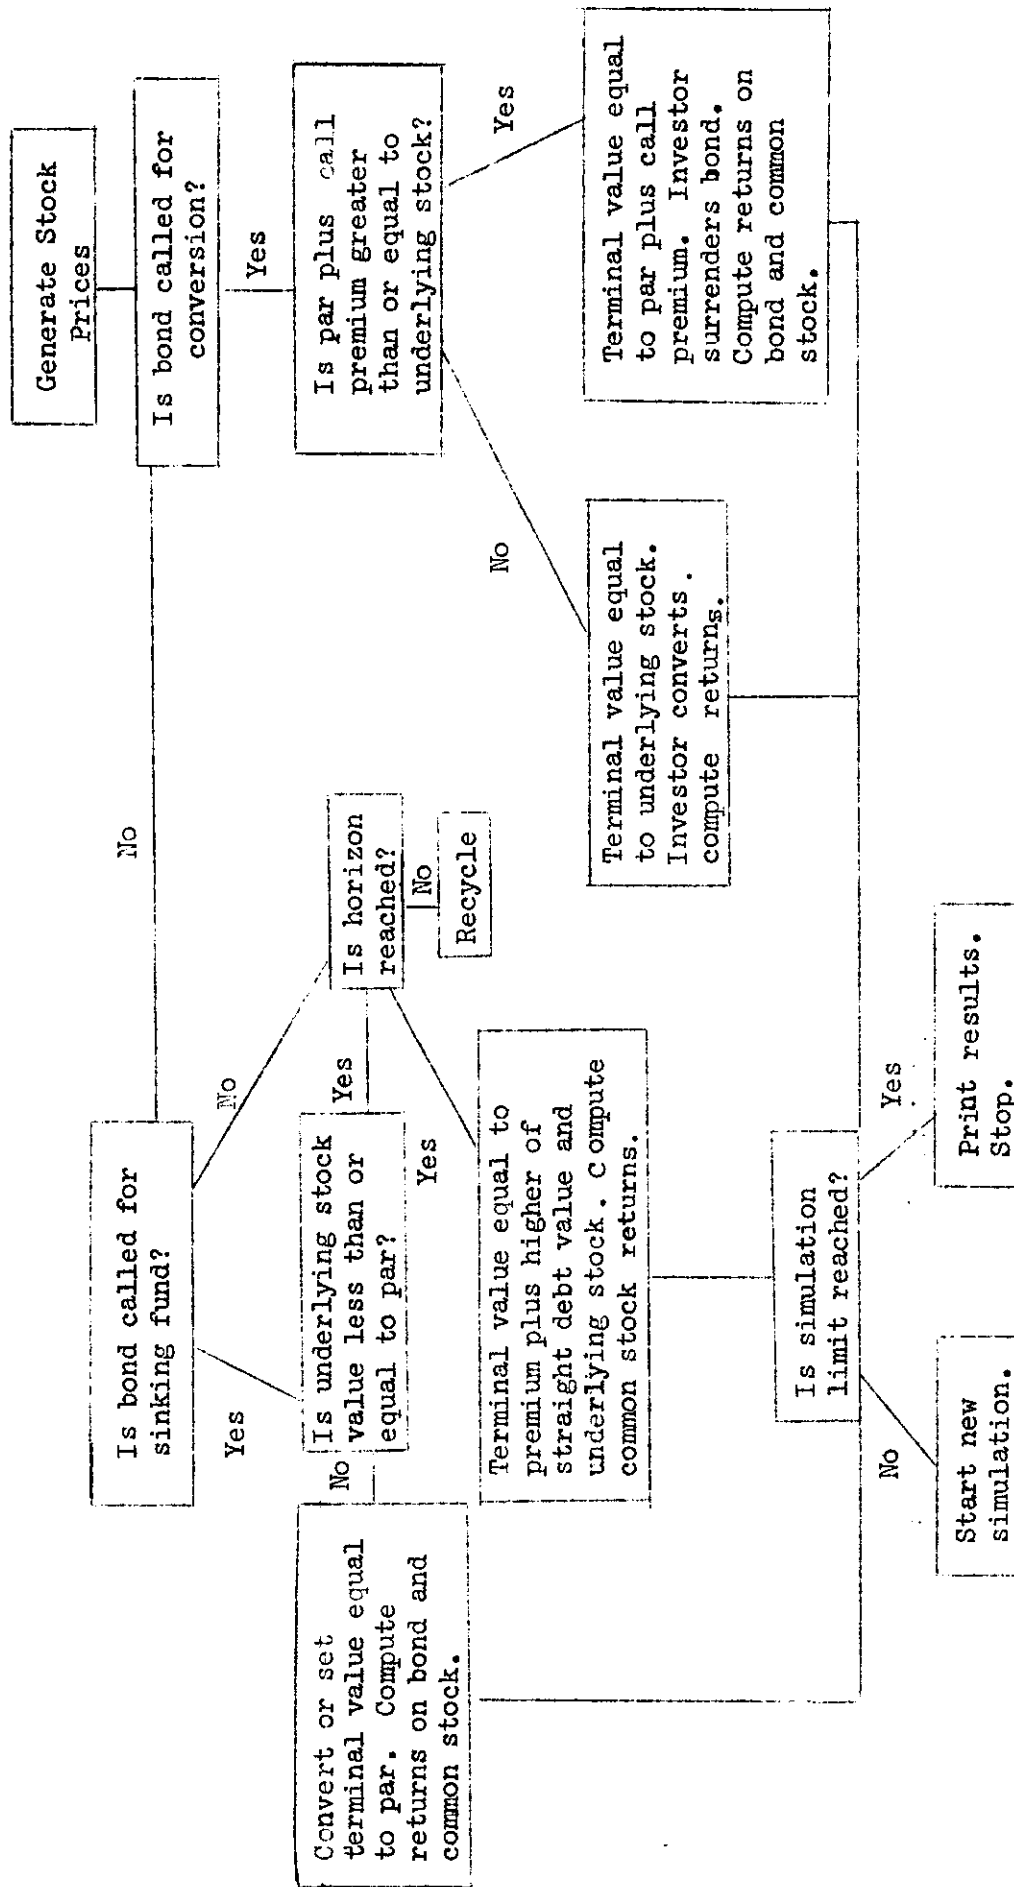 Generate Stock
Prices
Is bond called for
conversion?
No
Yes
Is bond called for
sinking fund?
Yes
No
Is par plus call
premium greater
than or equal to
underlying stock?
No
Yes
Is horizon
reached?
No
Recycle
Yes
Yes
Is underlying stock
value less than or
equal to par?
No
Convert or set
terminal value equal
to par. Compute
returns on bond and
common stock.
Terminal value equal to
premium plus higher of
straight debt value and
underlying stock. Compute
common stock returns.
Terminal value equal
to underlying stock.
Investor converts.
compute returns.
Terminal value equal
to par plus call
premium. Investor
surrenders bond.
Compute returns on
bond and common
stock.
Is simulation
limit reached?
No
Yes
Start new
simulation.
Print results.
Stop.